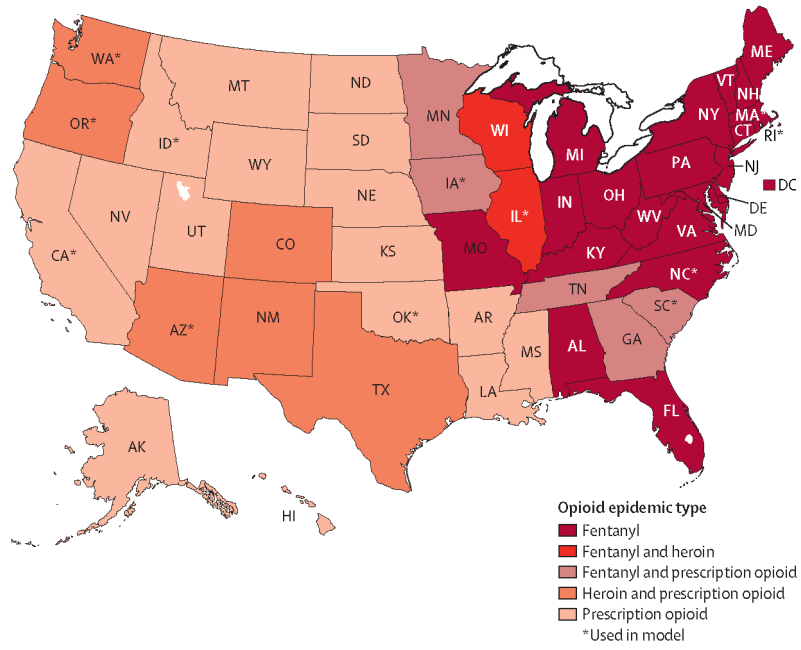 ME
WA*
VT
NH
MT
ND
OR*
MN
NY
MA*
WI
CT
RI*
ID*
SD
MI
WY
PA
NJ
IA*
DC
NE
OH
NV
IN
DE
UT
IL*
WV
MD
CO
VA
CA*
KS
MO
KY
NC*
TN
OK*
AR
SC*
NM
AZ*
MS
AL
GA
TX
LA
FL
AK
HI
Opioid epidemic type
Fentanyl
Fentanyl and heroin
Fentanyl and prescription opioid
Heroin and prescription opioid
Prescription opioid
*Used in model